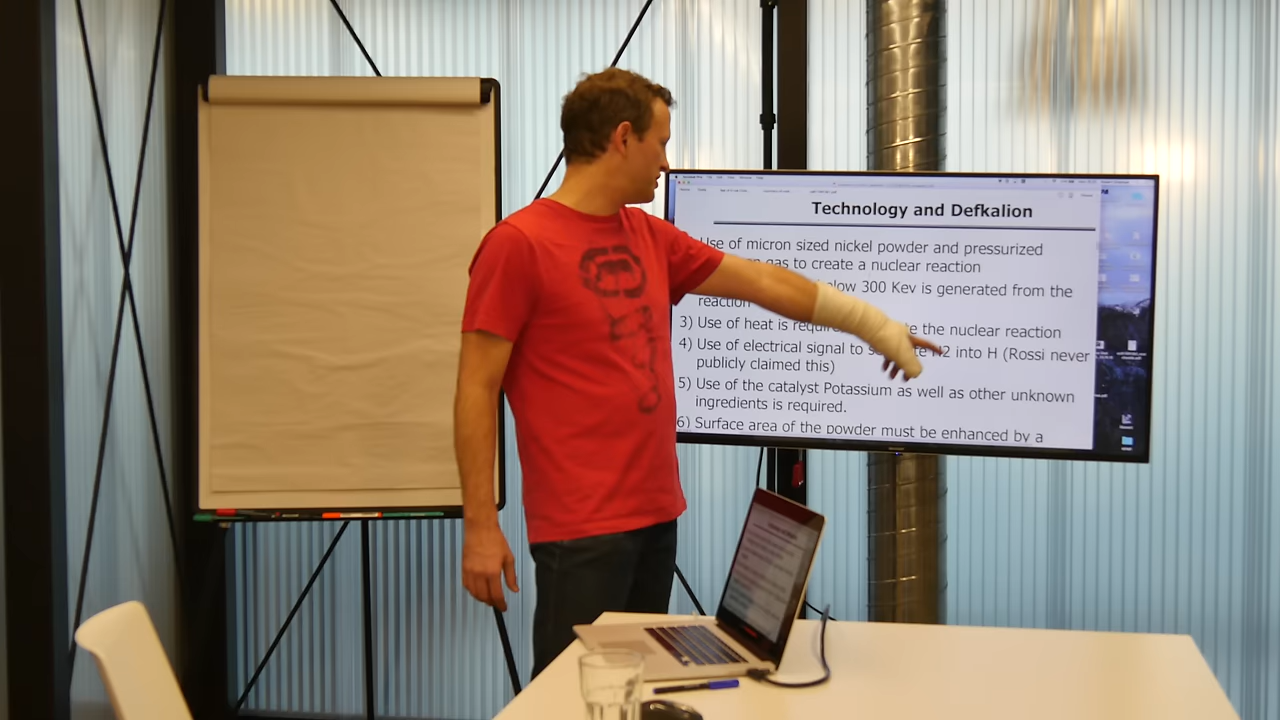 Technology and Defkalion
Use of micron sized nickel powder and pressurized
gas to create a nuclear reaction
300 Kev is generated from the
reaction
3) Use of heat is the nuclear reaction
4) Use of electrical signal to into H (Rossi never
publicly claimed this)
5) Use of the catalyst Potassium as well as other unknown
ingredients is required.
6) Surface area of the powder must be enhanced by a